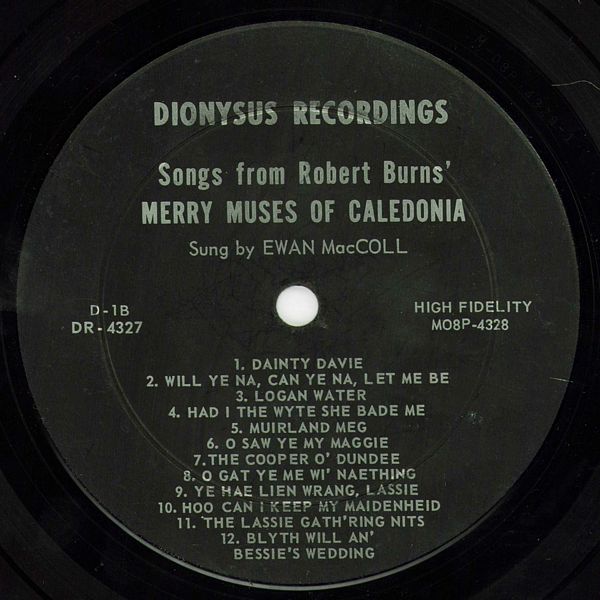 DIONYSUS RECORDINGS
Songs from Robert Burns'
MERRY MUSES OF CALEDONIA
Sung by EWAN MacCOLL
D-1B
DR-4327
HIGH FIDELITY
MO8P-4328
1. DAINTY DAVIE
2. WILL YE NA, CAN YE NA, LET ME BE
3. LOGAN WATER
4. HAD I THE WYTE SHE BADE ME
5. MUIRLAND MEG
6. O SAW YE MY MAGGIE
7.THE COOPER O' DUNDEE
8. O GAT YE ME WI' NAETHING
9. YE HAE LIEN WRANG, LASSIE
10. HOO CAN I KEEP MY MAIDENHEID
11. THE LASSIE GATH'RING NITS
12. BLYTH WILL AN'
BESSIE'S WEDDING